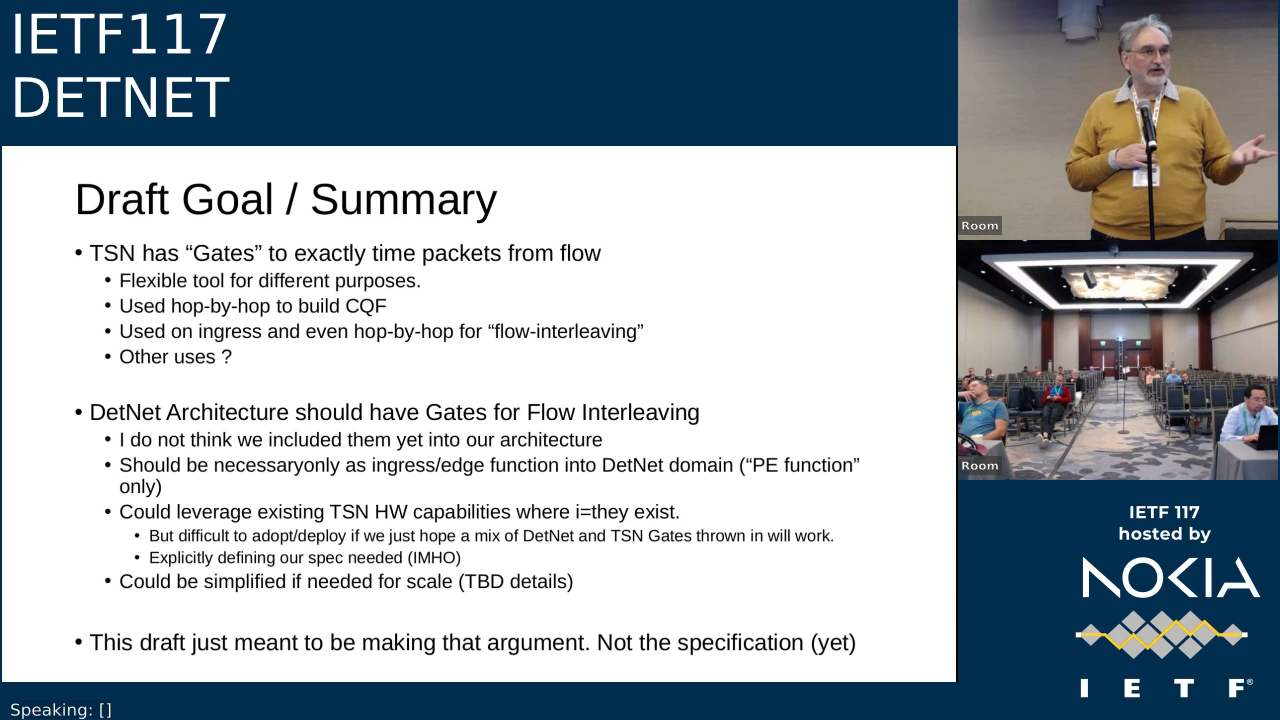 IETF117
DETNET
Draft Goal / Summary
• TSN has “Gates” to exactly time packets from flow
• Flexible tool for different purposes.
• Used hop-by-hop to build CQF
• Used on ingress and even hop-by-hop for “flow-interleaving”
• Other uses ?
• DetNet Architecture should have Gates for Flow Interleaving
• I do not think we included them yet into our architecture
• Should be necessaryonly as ingress/edge function into DetNet domain (“PE function”
only)
• Could leverage existing TSN HW capabilities where i=they exist.
• But difficult to adopt/deploy if we just hope a mix of DetNet and TSN Gates thrown in will work.
• Explicitly defining our spec needed (IMHO)
• Could be simplified if needed for scale (TBD details)
• This draft just meant to be making that argument. Not the specification (yet)
Speaking: []
Room
Room
IETF 117
hosted by
NOKIA
I E T F®